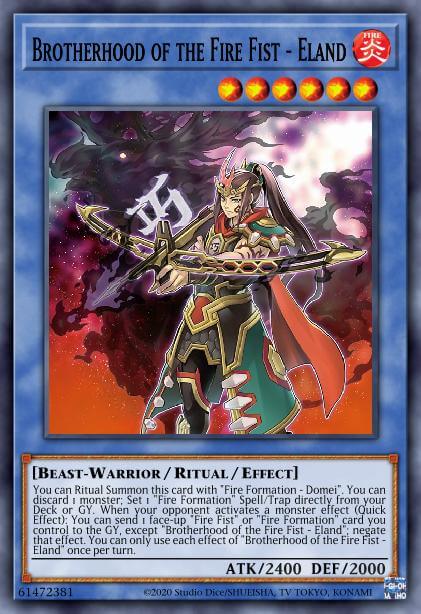 BROTHERHOOD OF THE FIRE FIST - ELAND
FIRE
炎
[BEAST-WARRIOR / RITUAL / EFFECT]
You can Ritual Summon this card with "Fire Formation - Domei". You can
discard 1 monster; Set 1 "Fire Formation" Spell/Trap directly from your
Deck or GY. When your opponent activates a monster effect (Quick
Effect): You can send 1 face-up "Fire Fist" or "Fire Formation" card you
control to the GY, except "Brotherhood of the Fire Fist - Eland"; negate
that effect. You can only use each effect of "Brotherhood of the Fire Fist -
Eland" once per turn.
ATK/2400 DEF/2000
61472381
©2020 Studio Dice/SHUEISHA, TV TOKYO, KONAMI